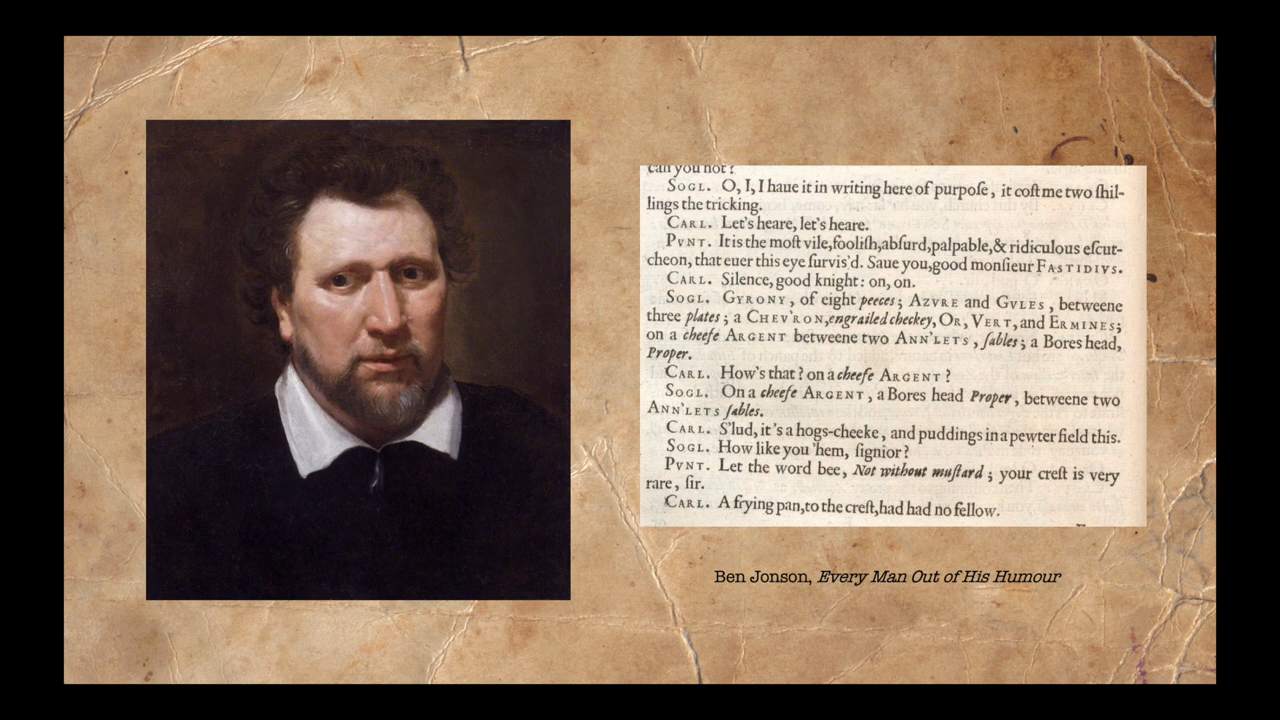 can you not?
SOGL. O, I, I haue it in writing here of purpoſe, it coſt me two ſhil-
lings the tricking.
CARL. Let's heare, let's heare.
PVNT. It is the moſt vile,fooliſh,abſurd,palpable,& ridiculous eſcut-
cheon, that euer this eye ſurvis'd. Saue you,good monſieur FASTIDIVS.
CARL. Silence, good knight: on, on.
SOGL. GYRONY, of eight peeces; AZVRE and GVLES, betweene
three plates; a CHEV'RON,engrailed checkey, OR, VERT, and ERMINES;
on a cheefe ARGENT betweene two ANN'LETS, ſables; a Bores head,
Proper.
CARL. How's that? on a cheefe ARGENT?
SOGL. On a cheefe ARGENT, a Bores head Proper, betweene two
ANN'LETS ſables.
CARL. S'lud, it's a hogs-cheeke, and puddings in a pewter field this.
SOGL. How like you 'hem, ſignior?
PVNT. Let the word bee, Not without muſtard; your creſt is very
rare, ſir.
CARL. A frying pan,to the creſt,had had no fellow.
Ben Jonson, Every Man Out of His Humour